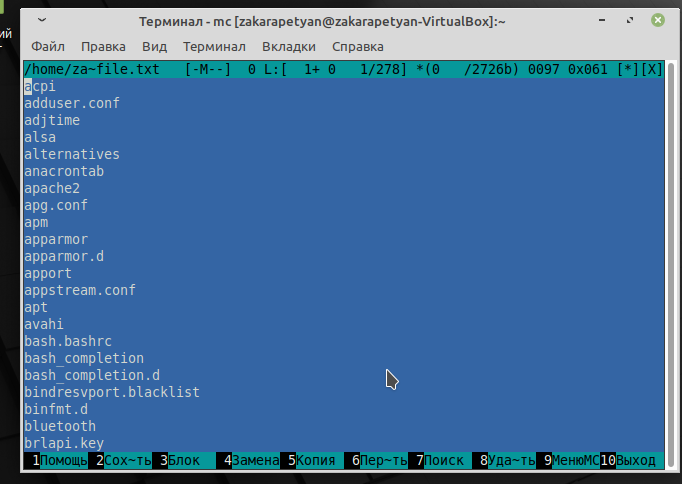 ий
Терминал - mc [zakarapetyan@zakarapetyan-VirtualBox]:~
Файл Правка Вид Терминал Вкладки Справка
/home/za~file.txt [-M--] 0 L:[ 1+ 0 1/278] *(0 /2726b) 0097 0x061 [*][X]
acpi
adduser.conf
adjtime
alsa
alternatives
anacrontab
apache2
apg.conf
apm
apparmor
apparmor.d
apport
appstream.conf
apt
avahi
bash.bashrc
bash_completion
bash_completion.d
bindresvport.blacklist
binfmt.d
bluetooth
brlapi.key
1Помощь 2Сох~ть 3Блок 4Замена 5Копия 6Пер~ть 7Поиск 8Уда~ть 9МенюMC 10Выход